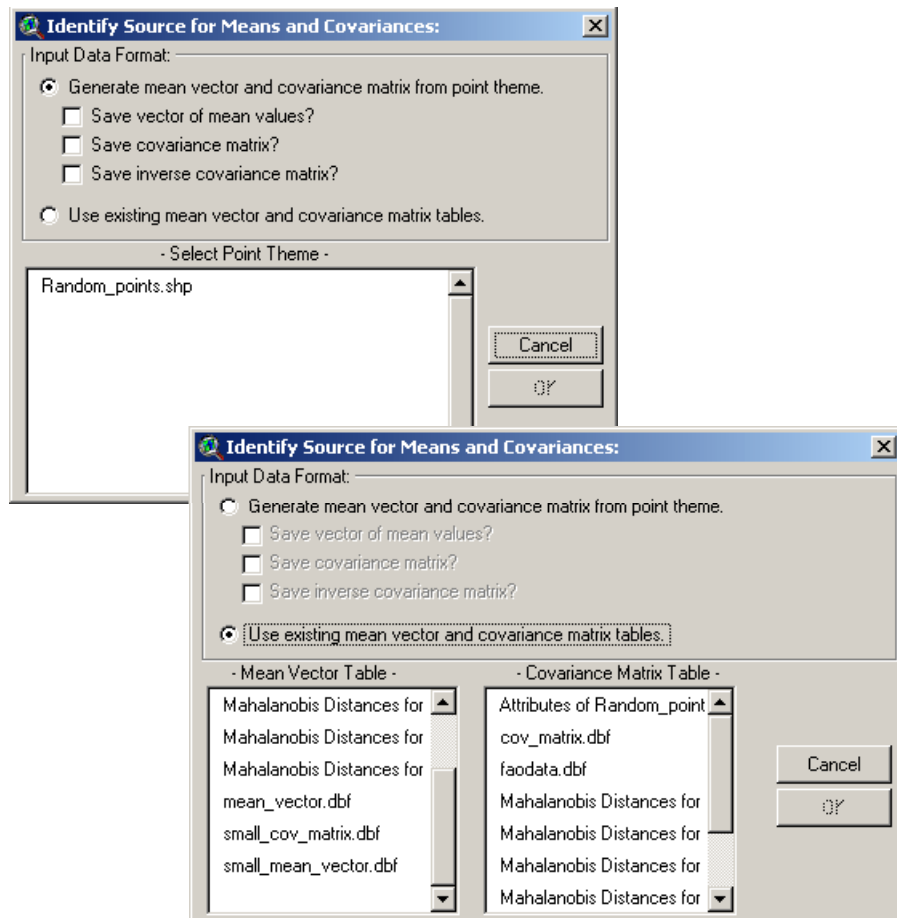 Identify Source for Means and Covariances:
Input Data Format:
Generate mean vector and covariance matrix from point theme.
Save vector of mean values?
Save covariance matrix?
Save inverse covariance matrix?
Use existing mean vector and covariance matrix tables.
- Select Point Theme -
Random_points.shp
Cancel
OK
Identify Source for Means and Covariances:
Input Data Format:
Generate mean vector and covariance matrix from point theme.
Save vector of mean values?
Save covariance matrix?
Save inverse covariance matrix?
Use existing mean vector and covariance matrix tables.
- Mean Vector Table -
Mahalanobis Distances for
Mahalanobis Distances for
Mahalanobis Distances for
mean_vector.dbf
small_cov_matrix.dbf
small_mean_vector.dbf
- Covariance Matrix Table -
Attributes of Random_point
cov_matrix.dbf
faodata.dbf
Mahalanobis Distances for
Mahalanobis Distances for
Mahalanobis Distances for
Mahalanobis Distances for
Cancel
OK